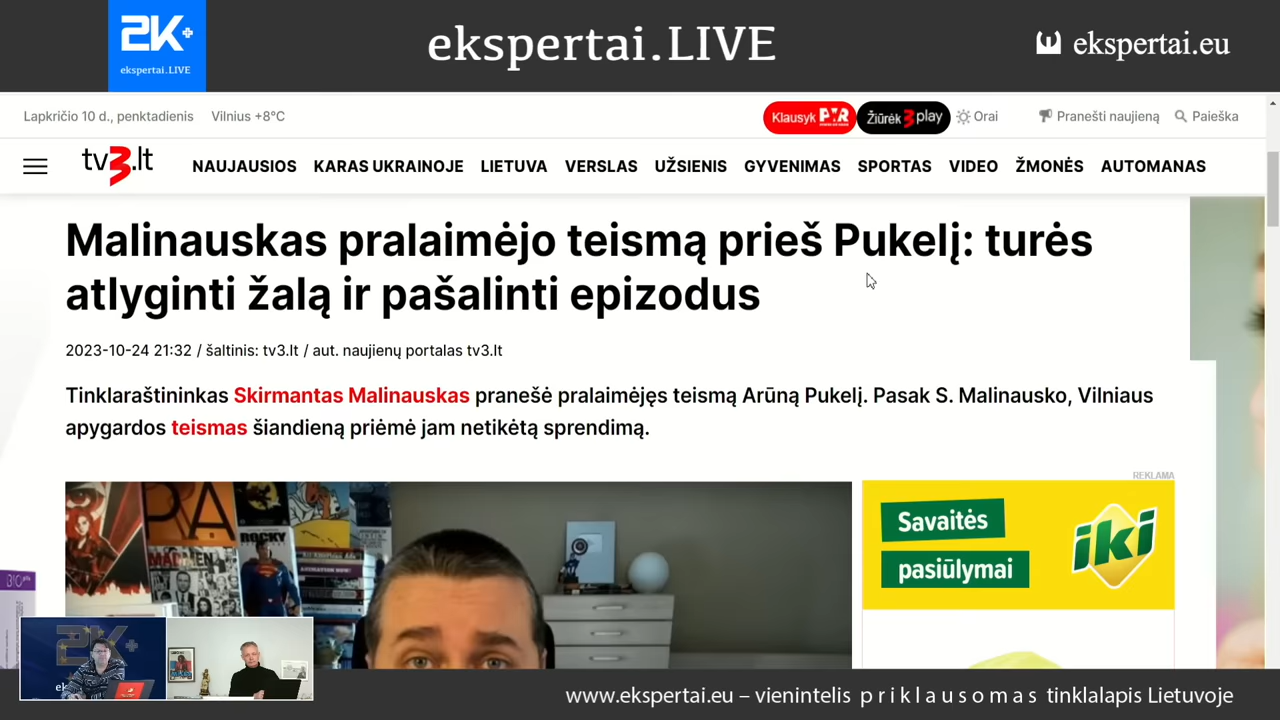 2K+
ekspertai.LIVE
ekspertai.LIVE
ekspertai.eu
Lapkričio 10 d., penktadienis Vilnius +8°C
Klausyk
Žiūrėk 3 play
Orai
Pranešti naujieną
Paieška
tv3.lt
NAUJAUSIOS KARAS UKRAINOJE LIETUVA VERSLAS UŽSIENIS GYVENIMAS SPORTAS VIDEO ŽMONĖS AUTOMANAS
Malinauskas pralaimėjo teismą prieš Pukelį: turės
atlyginti žalą ir pašalinti epizodus
2023-10-24 21:32 / šaltinis: tv3.lt / aut. naujienų portalas tv3.lt
Tinklaraštininkas Skirmantas Malinauskas pranešė pralaimėjęs teismą Arūną Pukelį. Pasak S. Malinausko, Vilniaus
apygardos teismas šiandieną priėmė jam netikėtą sprendimą.
REKLAMA
Savaitės
pasiūlymai
iki
ROCKY
2K+
www.ekspertai.eu – vienintelis p r i k l a u s o m a s tinklalapis Lietuvoje